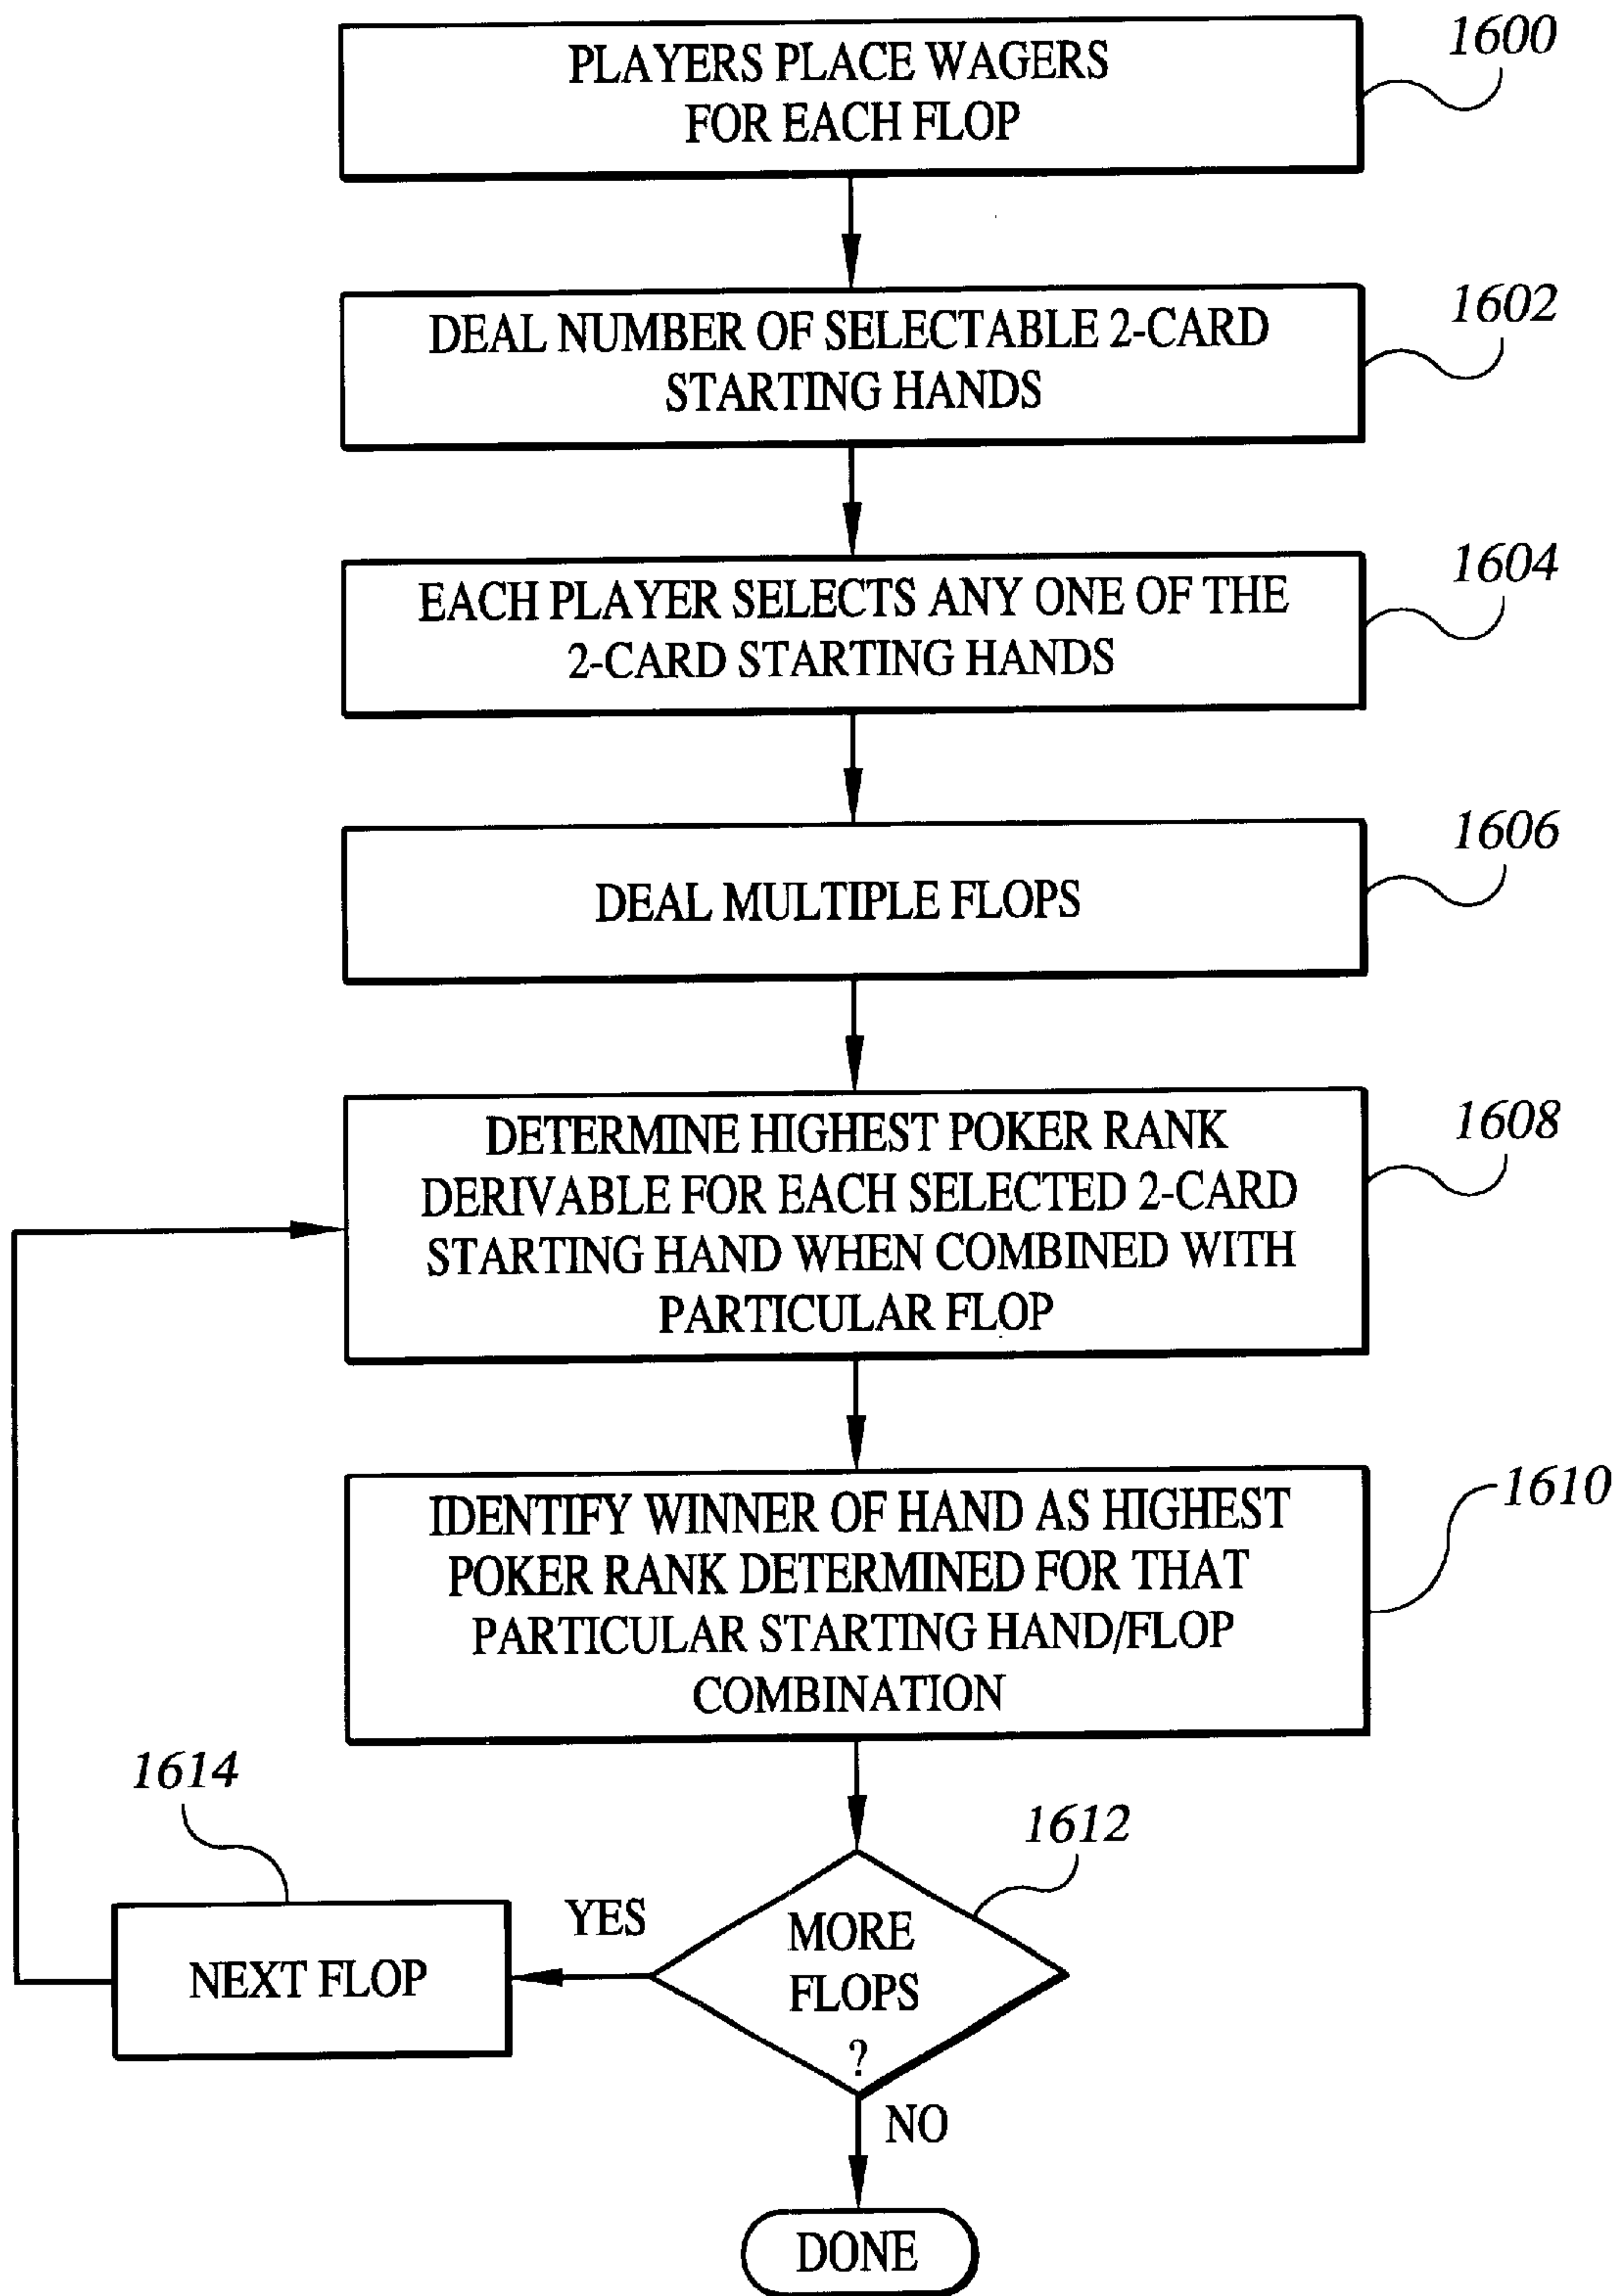 PLAYERS PLACE WAGERS
FOR EACH FLOP
1600
DEAL NUMBER OF SELECTABLE 2-CARD
STARTING HANDS
1602
EACH PLAYER SELECTS ANY ONE OF THE
2-CARD STARTING HANDS
1604
DEAL MULTIPLE FLOPS
1606
DETERMINE HIGHEST POKER RANK
DERIVABLE FOR EACH SELECTED 2-CARD
STARTING HAND WHEN COMBINED WITH
PARTICULAR FLOP
1608
IDENTIFY WINNER OF HAND AS HIGHEST
POKER RANK DETERMINED FOR THAT
PARTICULAR STARTING HAND/FLOP
COMBINATION
1610
MORE
FLOPS
?
1612
YES
NEXT FLOP
1614
NO
DONE